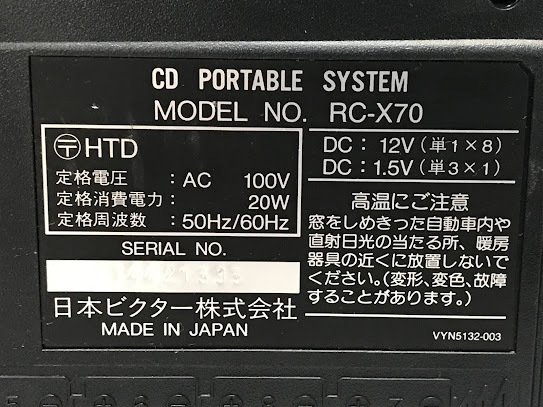 CD PORTABLE SYSTEM
MODEL NO. RC-X70
〶HTD
定格電圧 : AC 100V
定格消費電力: 20W
定格周波数 : 50Hz/60Hz
SERIAL NO.
日本ビクター株式会社
MADE IN JAPAN
DC: 12V(単1×8)
DC: 1.5V(単3×1)
高温にご注意
窓をしめきった自動車内や
直射日光の当たる所、暖房
器具の近くに放置しないで
ください。(変形、変色、故障
することがあります。)
VYN5132-003